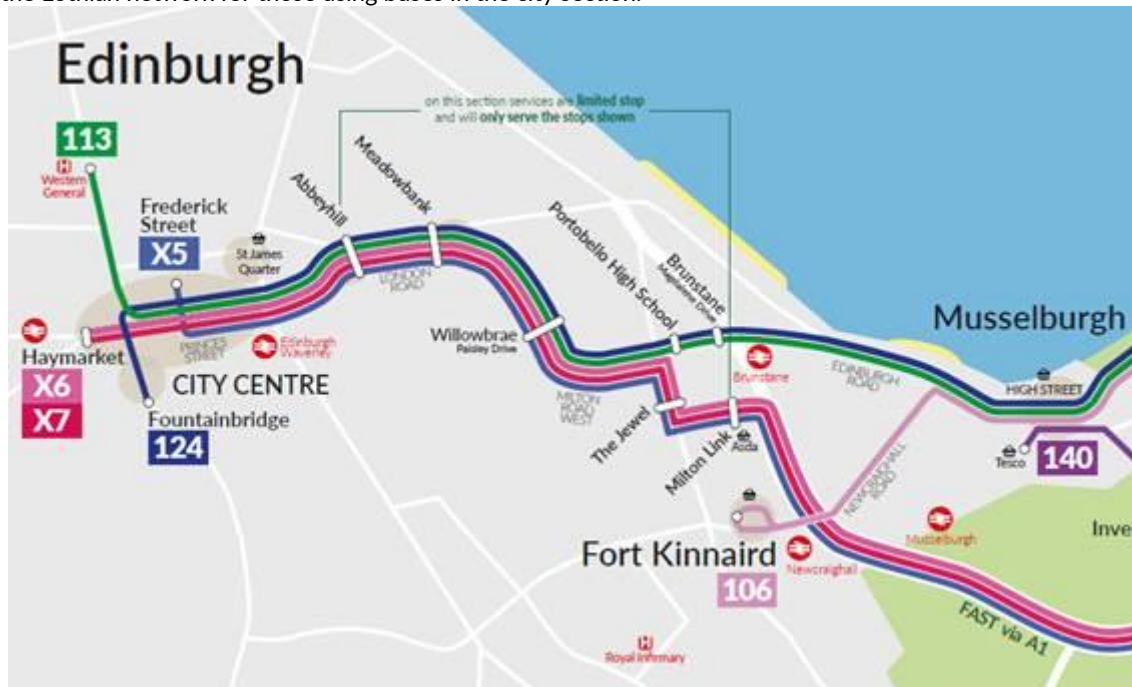 the Lothian network for those using buses in the city section.
Edinburgh
on this section services are limited stop
and will only serve the stops shown
113
H
Western
General
Frederick
Street
X5
St James
Quarter
Abbeyhill
Meadowbank
LONDON
ROAD
Portobello High School
Brunstane
Magdalene Drive
Musselburgh
Haymarket
X6
X7
PRINCES
STREET
Edinburgh
Waverley
CITY CENTRE
Fountainbridge
124
Willowbrae
Paisley Drive
MILTON
ROAD
WEST
Brunstane
EDINBURGH
ROAD
HIGH STREET
The Jewel
Milton Link
Asda
Tesco
140
NEWCRAIGHALL
ROAD
Fort Kinnaird
106
Newcraighall
Musselburgh
Inve
FAST via A1
H
Royal Infirmary